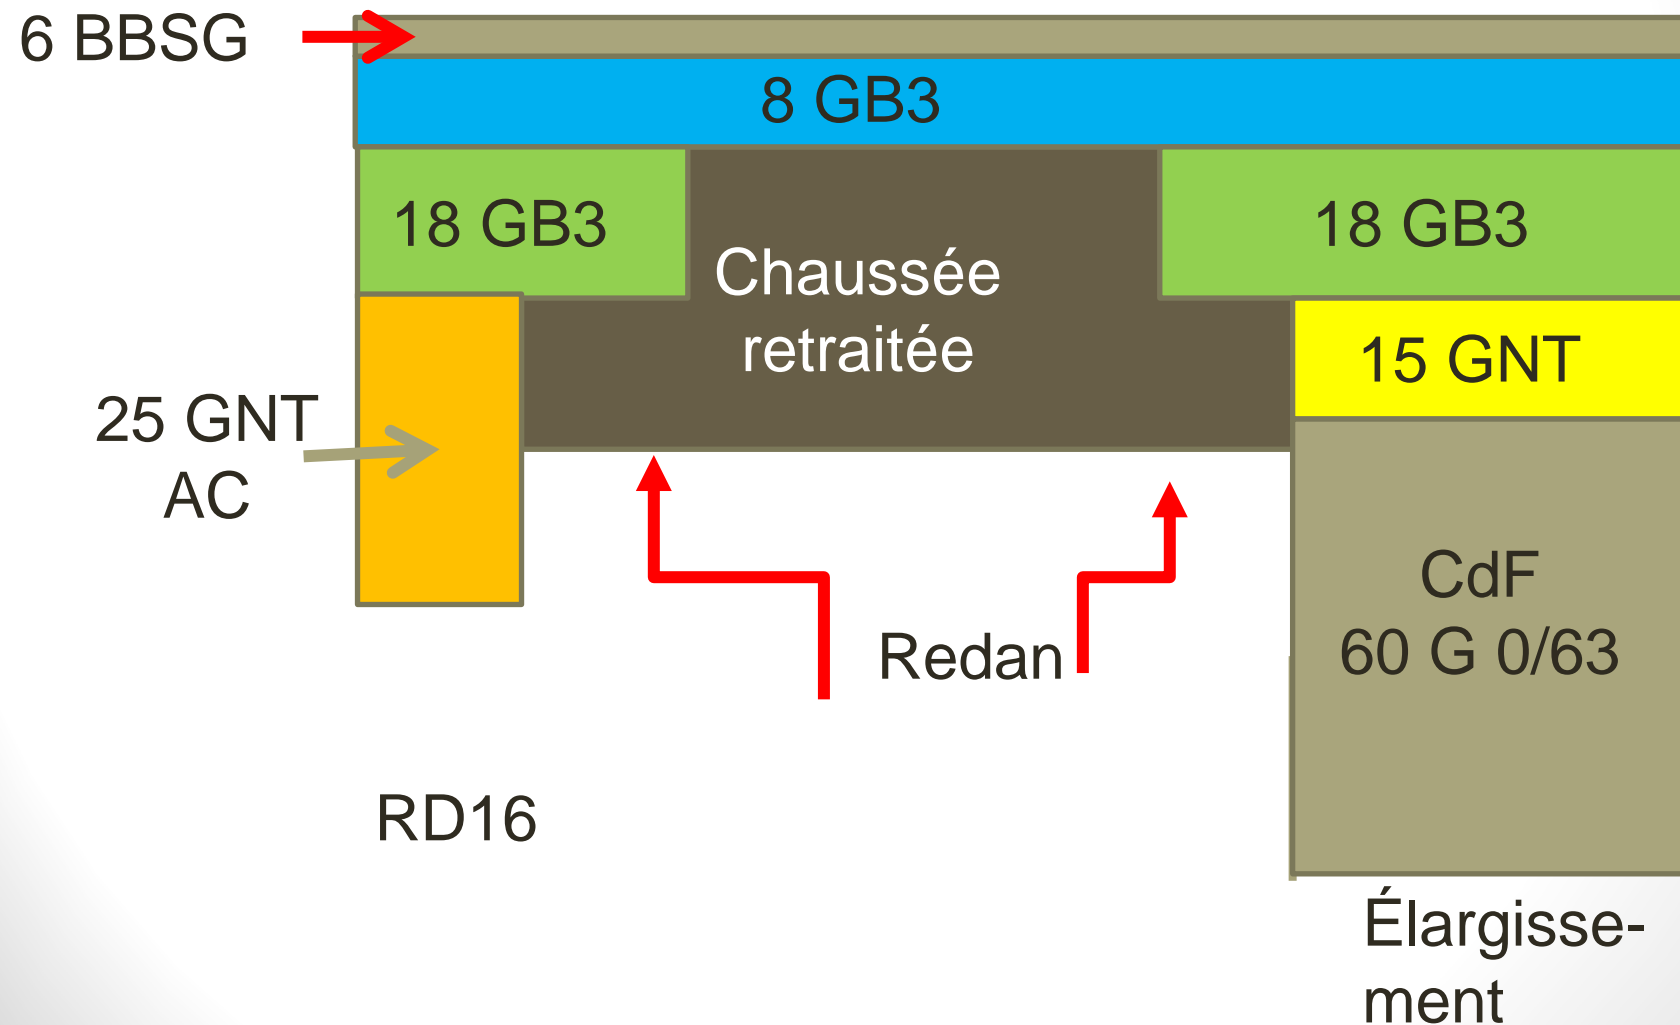 6 BBSG
8 GB3
18 GB3
18 GB3
Chaussée
retraitée
15 GNT
25 GNT
AC
CdF
60 G 0/63
Redan
RD16
Élargisse-
ment